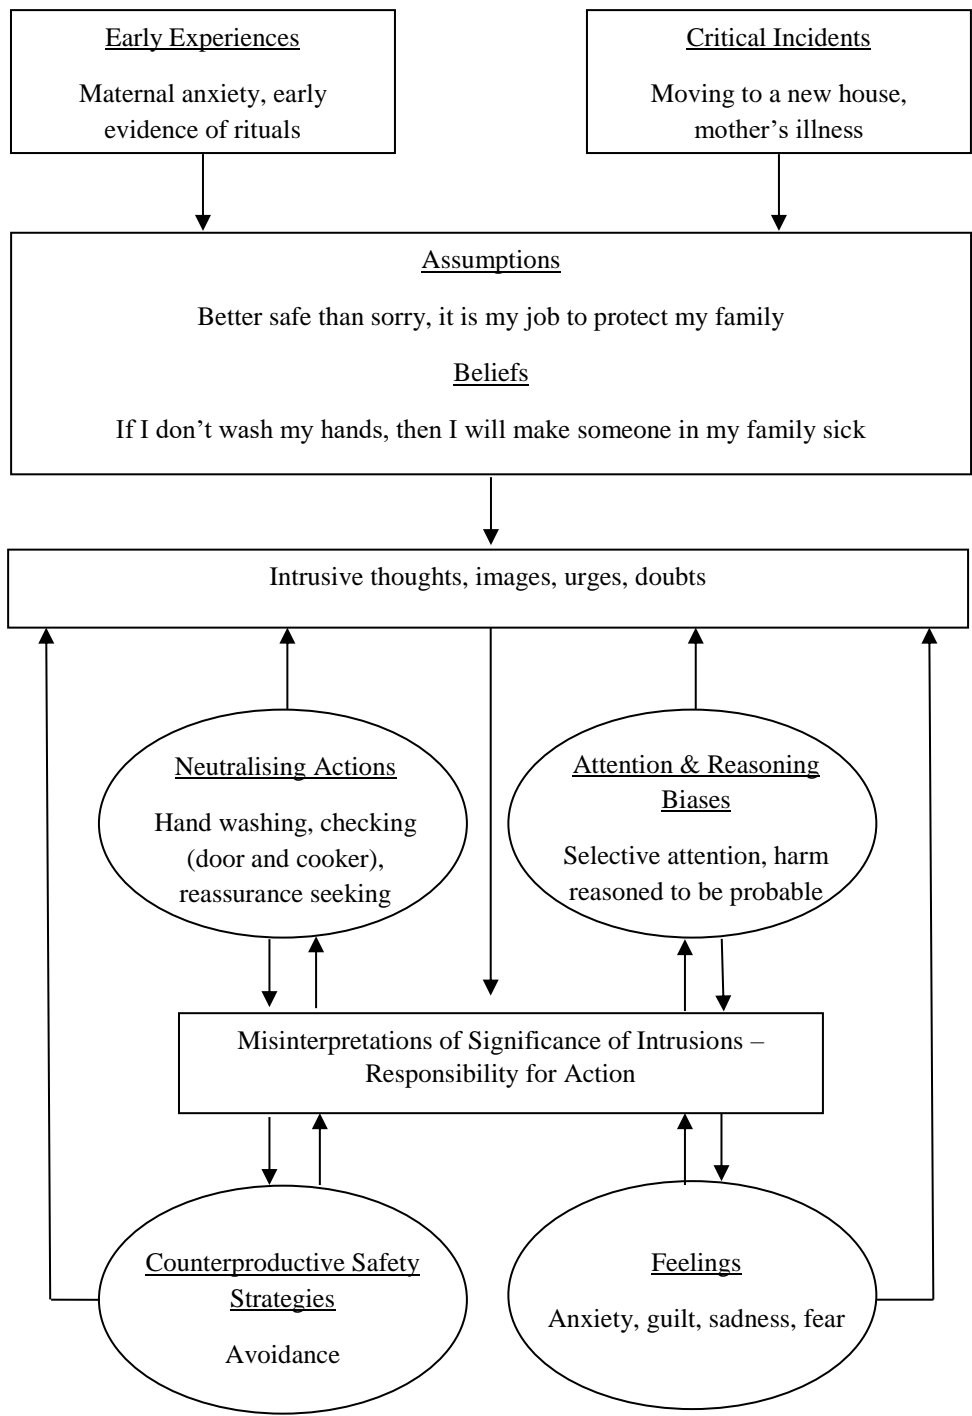 Early Experiences
Maternal anxiety, early
evidence of rituals
Critical Incidents
Moving to a new house,
mother’s illness
Assumptions
Better safe than sorry, it is my job to protect my family
Beliefs
If I don’t wash my hands, then I will make someone in my family sick
Intrusive thoughts, images, urges, doubts
Neutralising Actions
Hand washing, checking
(door and cooker),
reassurance seeking
Attention & Reasoning
Biases
Selective attention, harm
reasoned to be probable
Misinterpretations of Significance of Intrusions –
Responsibility for Action
Counterproductive Safety
Strategies
Avoidance
Feelings
Anxiety, guilt, sadness, fear